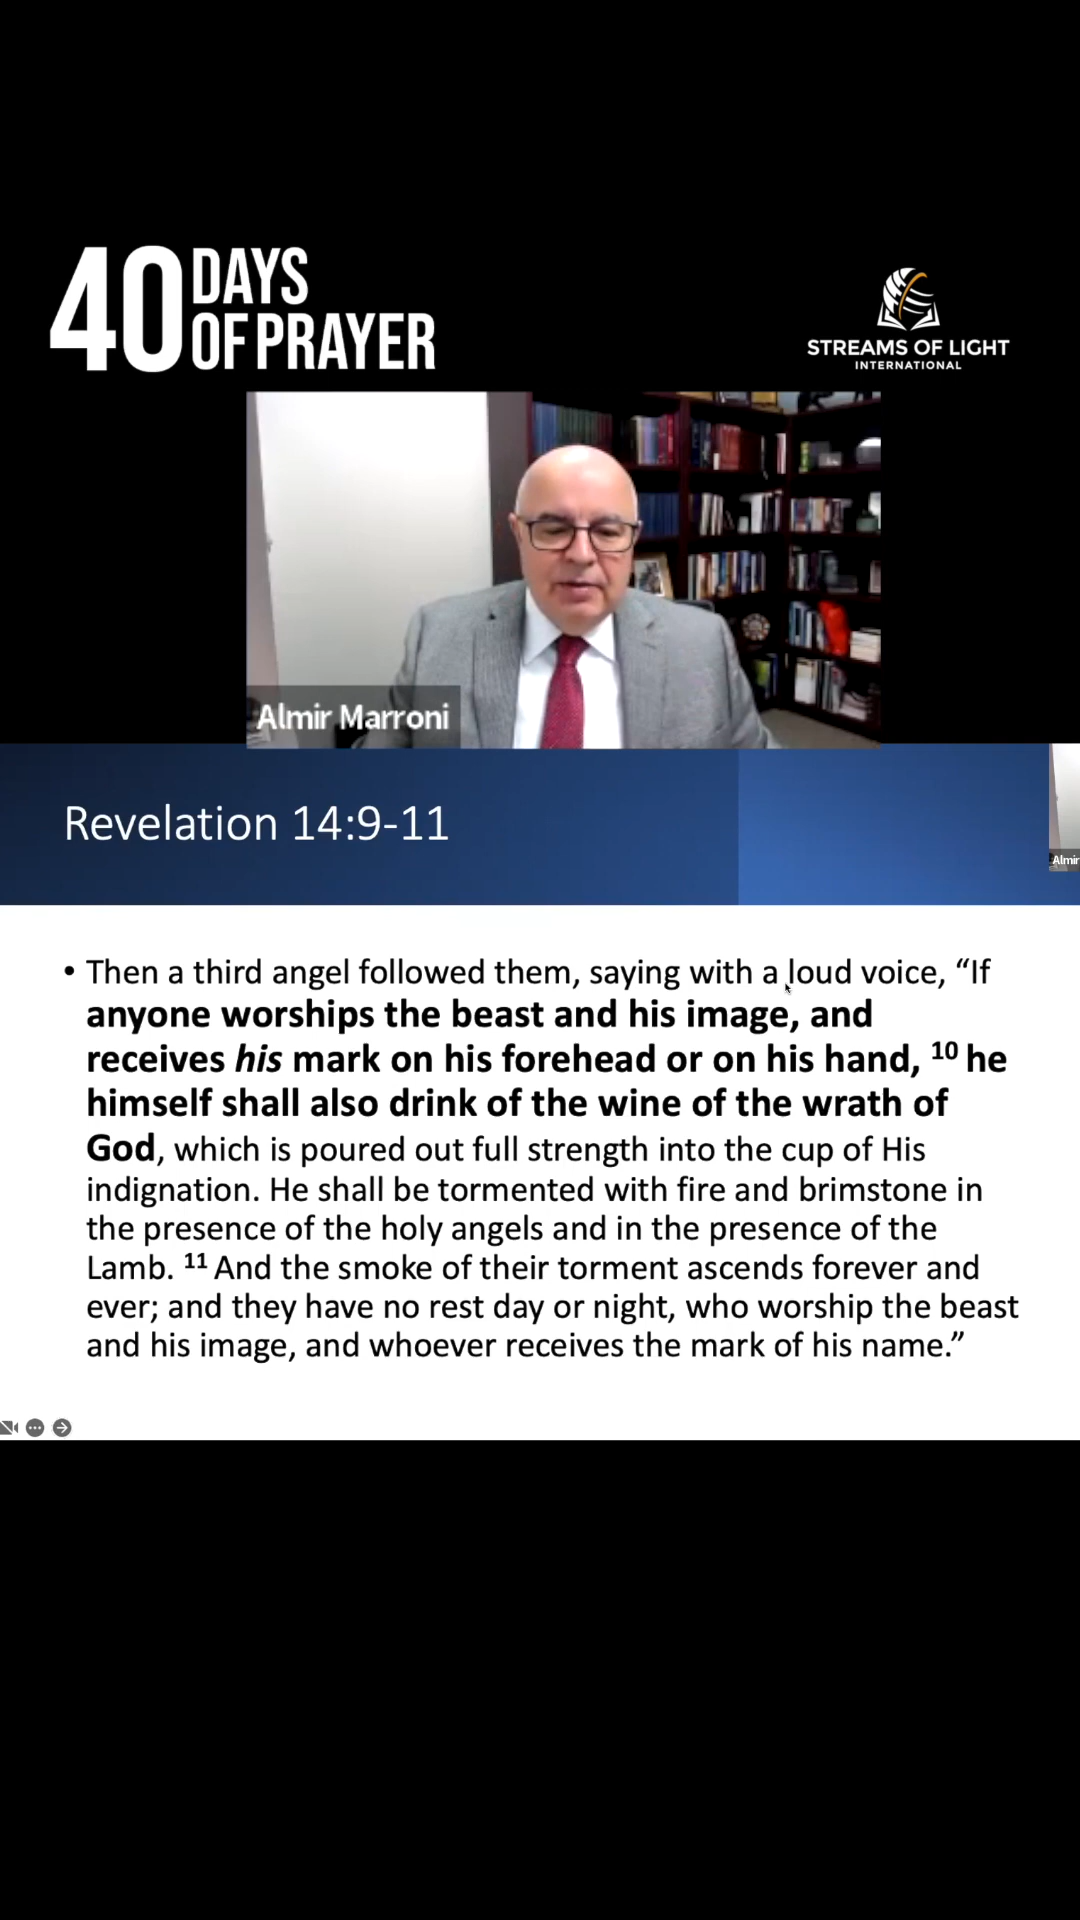 40 DAYS
OF PRAYER
STREAMS OF LIGHT
INTERNATIONAL
Almir Marroni
Revelation 14:9-11
Almir
• Then a third angel followed them, saying with a loud voice, “If
anyone worships the beast and his image, and
receives his mark on his forehead or on his hand, 10 he
himself shall also drink of the wine of the wrath of
God, which is poured out full strength into the cup of His
indignation. He shall be tormented with fire and brimstone in
the presence of the holy angels and in the presence of the
Lamb. 11 And the smoke of their torment ascends forever and
ever; and they have no rest day or night, who worship the beast
and his image, and whoever receives the mark of his name.”